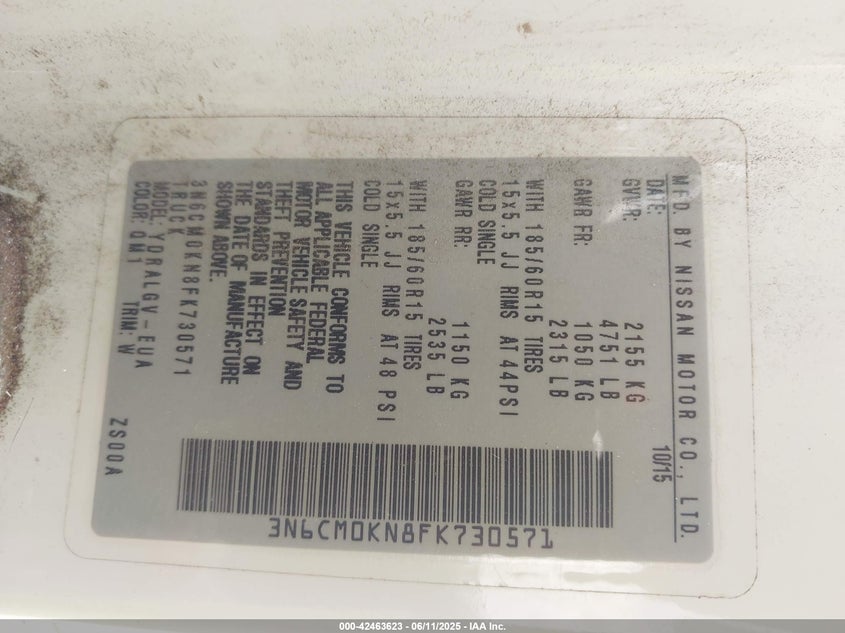 MFD. BY NISSAN MOTOR CO., LTD.
DATE: 10/15
GVWR: 2155 KG
4751 LB
GAWR FR: 1050 KG
2315 LB
WITH 185/60R15 TIRES
15x5.5 JJ RIMS AT 44PSI
COLD SINGLE
GAWR RR: 1150 KG
2535 LB
WITH 185/60R15 TIRES
15x5.5 JJ RIMS AT 48 PSI
COLD SINGLE
THIS VEHICLE CONFORMS TO
ALL APPLICABLE FEDERAL
MOTOR VEHICLE SAFETY AND
THEFT PREVENTION
STANDARDS IN EFFECT ON
THE DATE OF MANUFACTURE
SHOWN ABOVE.
3N6CM0KN8FK730571
TRUCK
MODEL: YDRALGV-EUA
COLOR: QM1 TRIM: W
ZS00A
3N6CM0KN8FK730571
000-42463623 - 06/11/2025 - IAA Inc.